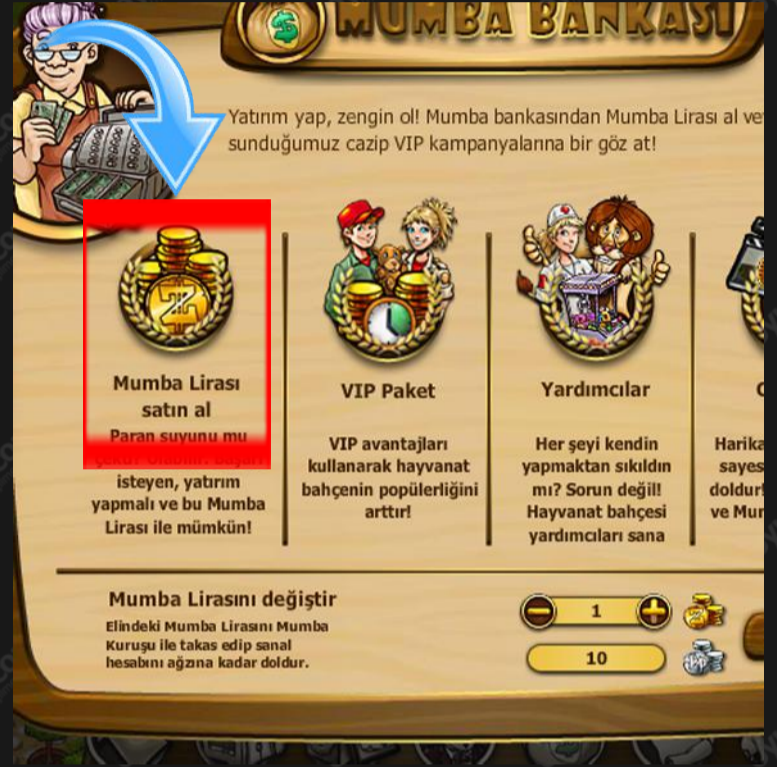 MUMBA BANKASI
Yatırım yap, zengin ol! Mumba bankasından Mumba Lirası al ve
sunduğumuz cazip VIP kampanyalarına bir göz at!
Mumba Lirası
satın al
Paran suyunu mu
isteyen, yatırım
yapmalı ve bu Mumba
Lirası ile mümkün!
VIP Paket
VIP avantajları
kullanarak hayvanat
bahçenin popülerliğini
arttır!
Yardımcılar
Her şeyi kendin
yapmaktan sıkıldın
mı? Sorun değil!
Hayvanat bahçesi
yardımcıları sana
Harika
sayes
doldur!
ve Mur
Mumba Lirasını değiştir
Elindeki Mumba Lirasını Mumba
Kuruşu ile takas edip sanal
hesabını ağzına kadar doldur.
1
10